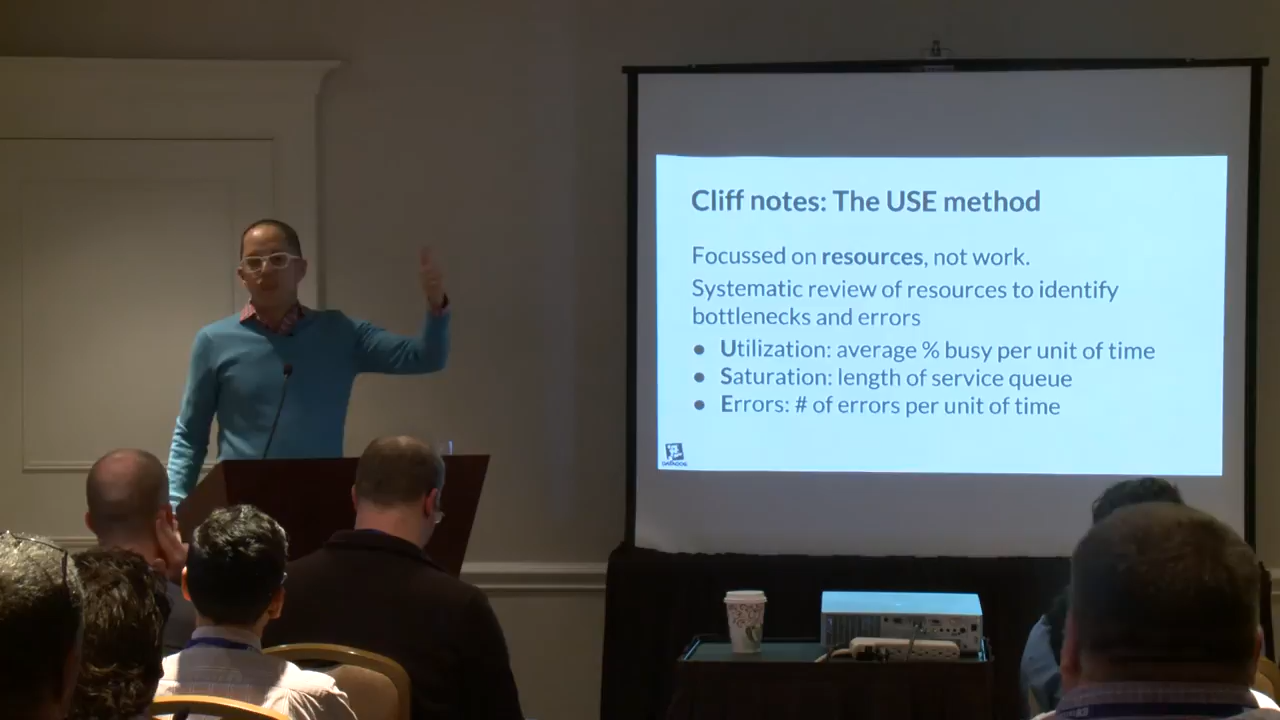 Cliff notes: The USE method
Focussed on resources, not work.
Systematic review of resources to identify
bottlenecks and errors
● Utilization: average % busy per unit of time
● Saturation: length of service queue
● Errors: # of errors per unit of time
DATADOG